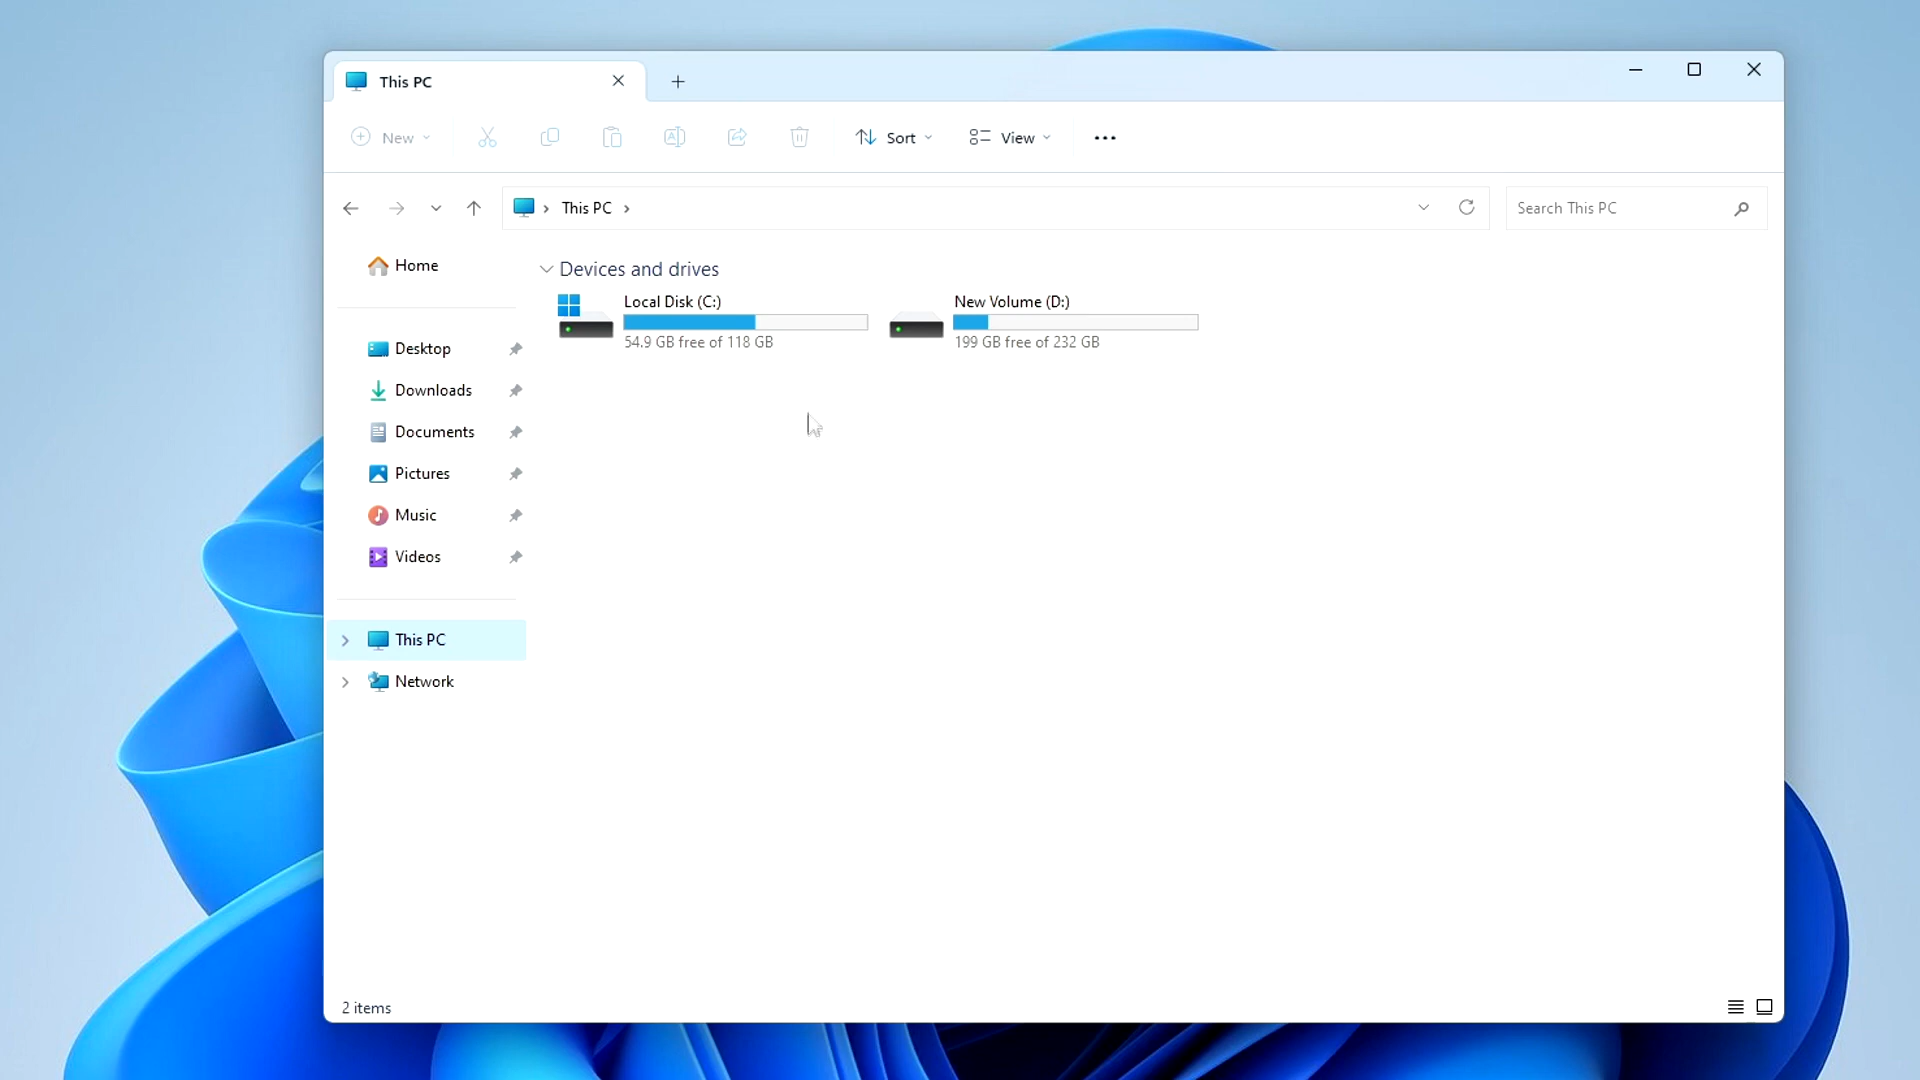 This PC
New
Sort
View
This PC
Search This PC
Home
Desktop
Downloads
Documents
Pictures
Music
Videos
This PC
Network
Devices and drives
Local Disk (C:)
54.9 GB free of 118 GB
New Volume (D:)
199 GB free of 232 GB
2 items